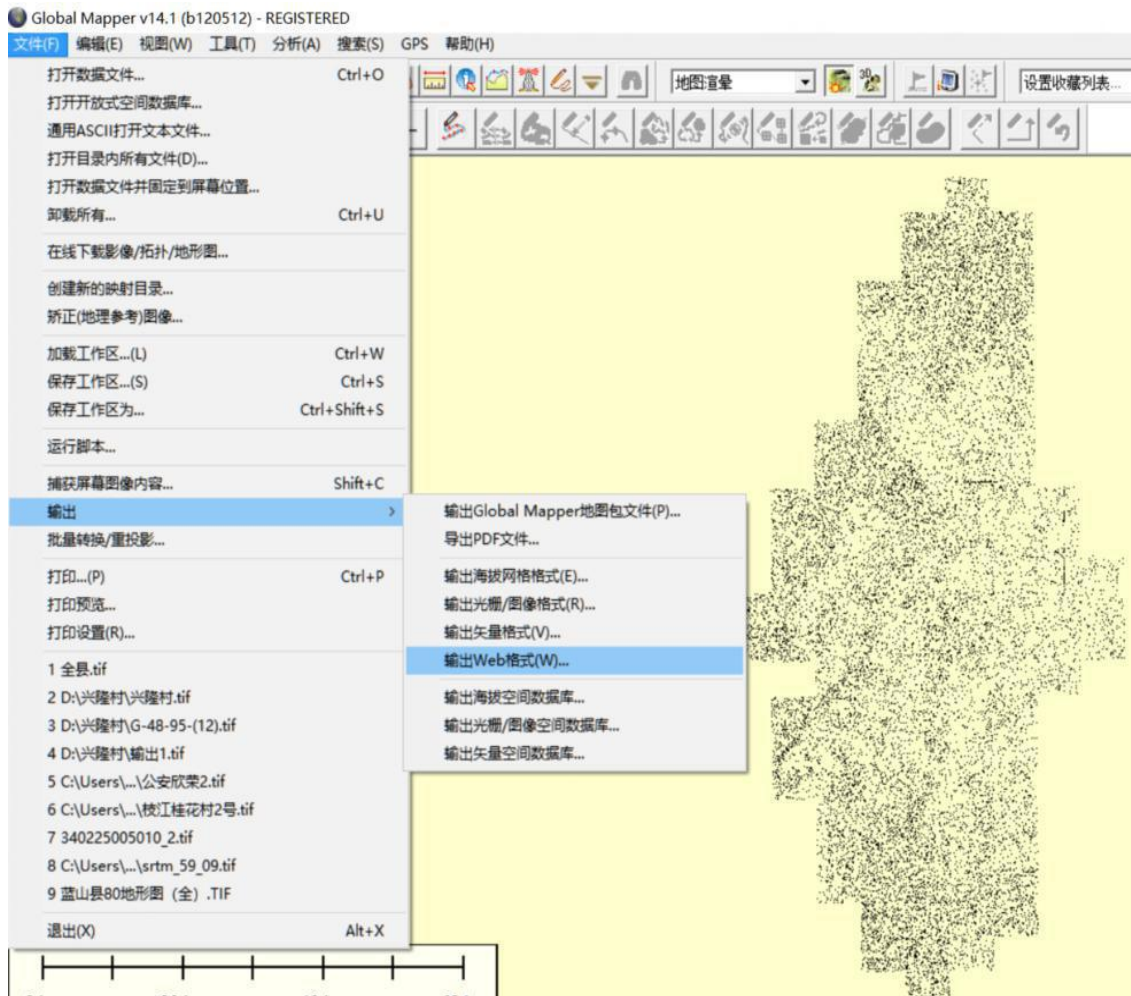 Global Mapper v14.1 (b120512) - REGISTERED
文件(F) 编辑(E) 视图(W) 工具(T) 分析(A) 搜索(S) GPS 帮助(H)
地图渲晕
设置收藏列表...
打开数据文件... Ctrl+O
打开开放式空间数据库...
通用ASCII打开文本文件...
打开目录内所有文件(D)...
打开数据文件并固定到屏幕位置...
卸载所有... Ctrl+U
在线下载影像/拓扑/地形图...
创建新的映射目录...
矫正(地理参考)图像...
加载工作区...(L) Ctrl+W
保存工作区...(S) Ctrl+S
保存工作区为... Ctrl+Shift+S
运行脚本...
捕获屏幕图像内容... Shift+C
输出
批量转换/重投影...
打印...(P) Ctrl+P
打印预览...
打印设置(R)...
1 全县.tif
2 D:\兴隆村\兴隆村.tif
3 D:\兴隆村\G-48-95-(12).tif
4 D:\兴隆村\输出1.tif
5 C:\Users\...\公安欣荣2.tif
6 C:\Users\...\枝江桂花村2号.tif
7 340225005010_2.tif
8 C:\Users\...\srtm_59_09.tif
9 蓝山县80地形图（全）.TIF
退出(X) Alt+X
输出Global Mapper地图包文件(P)...
导出PDF文件...
输出海拔网格格式(E)...
输出光栅/图像格式(R)...
输出矢量格式(V)...
输出Web格式(W)...
输出海拔空间数据库...
输出光栅/图像空间数据库...
输出矢量空间数据库...